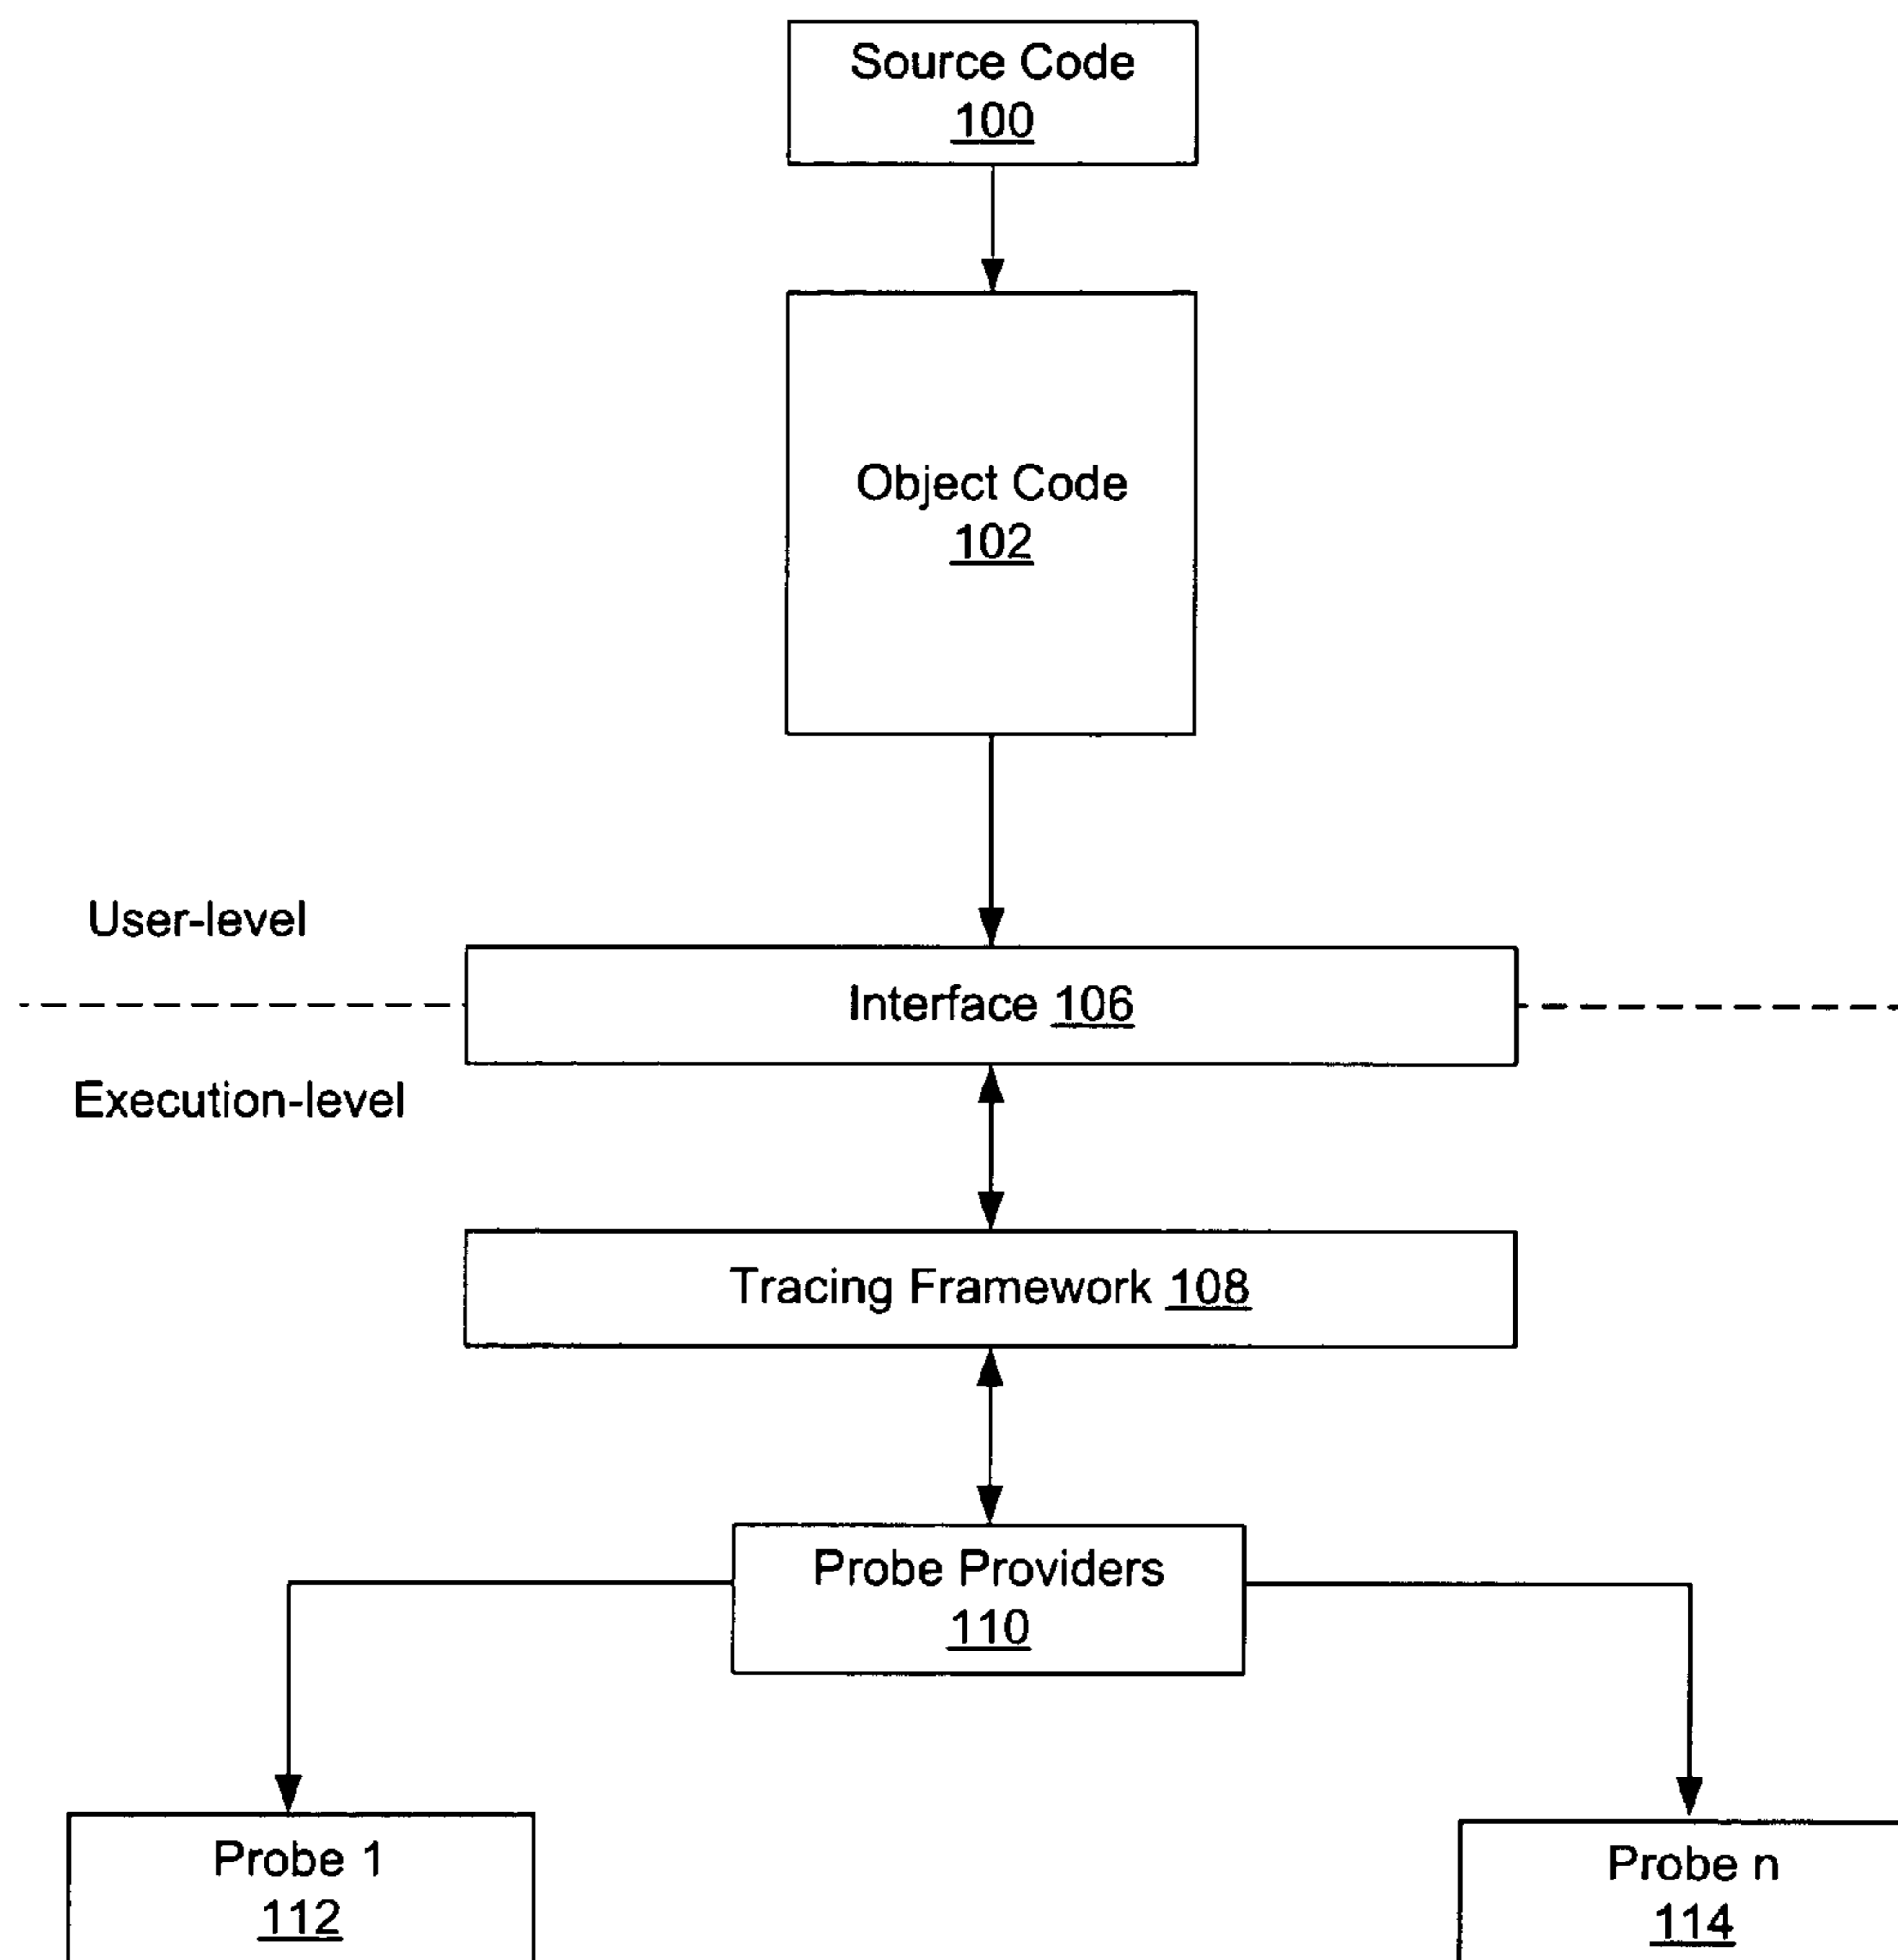 Source Code
100
Object Code
102
User-level
Interface 106
Execution-level
Tracing Framework 108
Probe Providers
110
Probe 1
112
Probe n
114